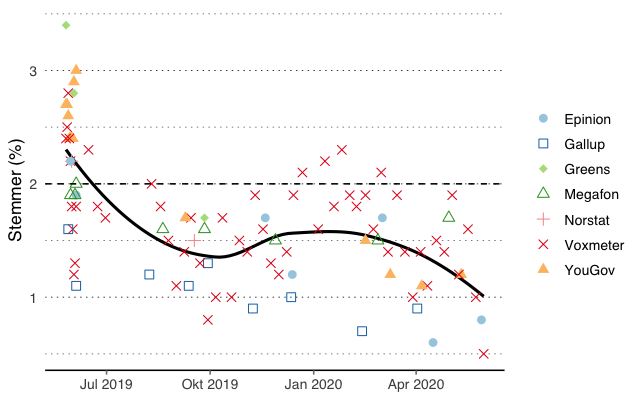 Stemmer (%)
3
2
1
Jul 2019
Okt 2019
Jan 2020
Apr 2020
Epinion
Gallup
Greens
Megafon
Norstat
Voxmeter
YouGov